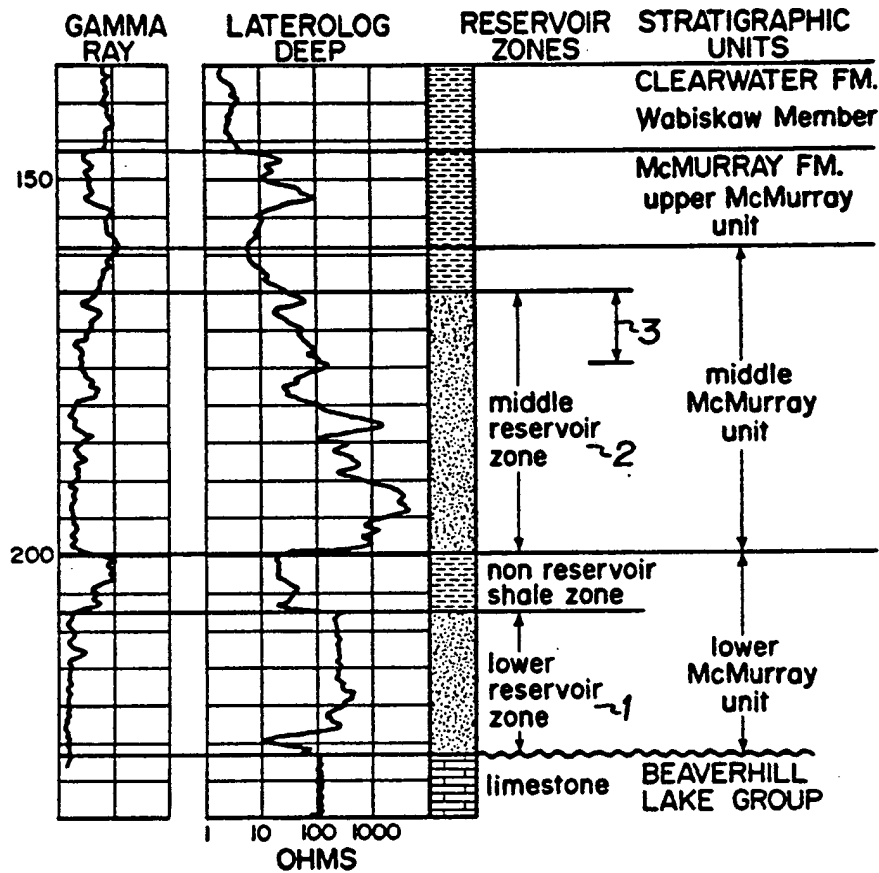 GAMMA RAY
LATEROLOG DEEP
RESERVOIR ZONES
STRATIGRAPHIC UNITS
CLEARWATER FM.
Wabiskaw Member
150
McMURRAY FM.
upper McMurray
unit
3
middle
McMurray
unit
middle
reservoir
zone
2
200
non reservoir
shale zone
lower
reservoir
zone
1
lower
McMurray
unit
limestone
BEAVERHILL
LAKE GROUP
1 10 100 1000
OHMS